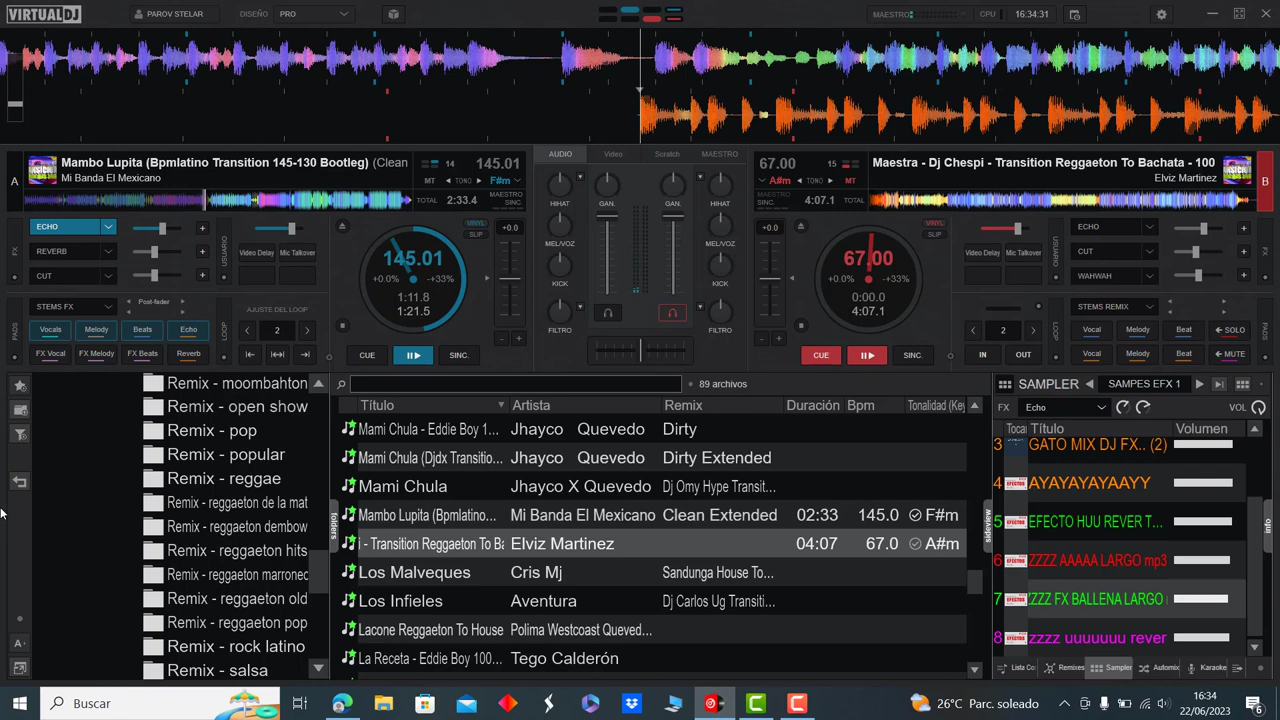 VIRTUALDJ
PAROV STELAR
DISEÑO
PRO
MAESTRO
CPU
16:34:31
A
Mambo Lupita (Bpmlatino Transition 145-130 Bootleg) (Clean
Mi Banda El Mexicano
14
145.01
MT
TONO
F#m
MAESTRO
SINC.
TOTAL
2:33.4
AUDIO
Video
Scratch
MAESTRO
67.00
15
A#m
TONO
MT
MAESTRO
SINC.
TOTAL
4:07.1
Maestra - Dj Chespi - Transition Reggaeton To Bachata - 100
Elviz Martinez
B
FX
ECHO
REVERB
CUT
USUARIO
Video Delay
Mic Talkover
VINYL
SLIP
145.01
+0.0%
+33%
1:11.8
1:21.5
+0.0
HIHAT
MEL/VOZ
KICK
FILTRO
GAN.
GAN.
HIHAT
MEL/VOZ
KICK
FILTRO
+0.0
VINYL
SLIP
67.00
+0.0%
+33%
0:00.0
4:07.1
Video Delay
Mic Talkover
USUARIO
ECHO
CUT
WAHWAH
FX
PADS
STEMS FX
Post-fader
Vocals
Melody
Beats
Echo
FX Vocal
FX Melody
FX Beats
Reverb
LOOP
AJUSTE DEL LOOP
2
CUE
SINC.
CUE
SINC.
2
IN
OUT
LOOP
STEMS REMIX
Vocal
Melody
Beat
SOLO
Vocal
Melody
Beat
MUTE
PADS
Remix - moombahton
Remix - open show
Remix - pop
Remix - popular
Remix - reggae
Remix - reggaeton de la mat
Remix - reggaeton dembow
Remix - reggaeton hits
Remix - reggaeton marrone
Remix - reggaeton old
Remix - reggaeton pop
Remix - rock latino
Remix - salsa
folders
89 archivos
Título
Artista
Remix
Duración
Bpm
Tonalidad (Key
Mami Chula - Eddie Boy 1...
Jhayco Quevedo
Dirty
Mami Chula (Djdx Transitio...
Jhayco Quevedo
Dirty Extended
Mami Chula
Jhayco X Quevedo
Dj Omy Hype Transit...
Mambo Lupita (Bpmlatino...
Mi Banda El Mexicano
Clean Extended
02:33
145.0
F#m
i - Transition Reggaeton To Ba
Elviz Martinez
04:07
67.0
A#m
Los Malveques
Cris Mj
Sandunga House To...
Los Infieles
Aventura
Dj Carlos Ug Transiti...
Lacone Reggaeton To House
Polima Westcoast Queved...
La Receta - Eddie Boy 100...
Tego Calderón
sideview
SAMPLER
SAMPES EFX 1
FX
Echo
VOL
Tocar
Título
Volumen
3
GATO MIX DJ FX.. (2)
4
AYAYAYAYAAYY
5
EFECTO HUU REVER T...
6
ZZZZ AAAAA LARGO mp3
7
ZZZ FX BALLENA LARGO
8
zzzz uuuuuuu rever
info
Lista Co
Remixes
Sampler
Automix
Karaoke
Buscar
26°C Parc. soleado
16:34
22/06/2023
6